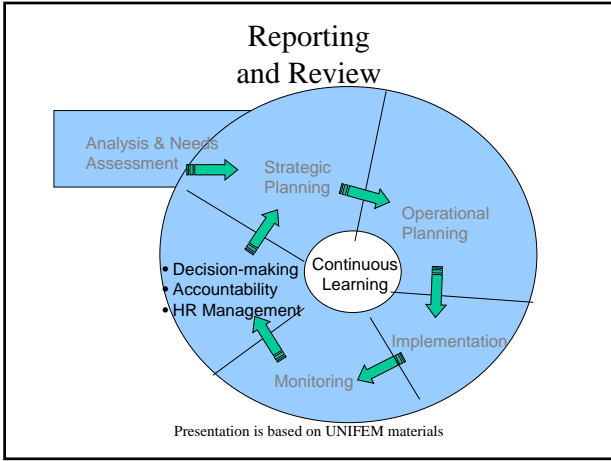 Reporting
and Review
Analysis & Needs
Assessment
Strategic
Planning
Operational
Planning
• Decision-making
• Accountability
• HR Management
Continuous
Learning
Implementation
Monitoring
Presentation is based on UNIFEM materials